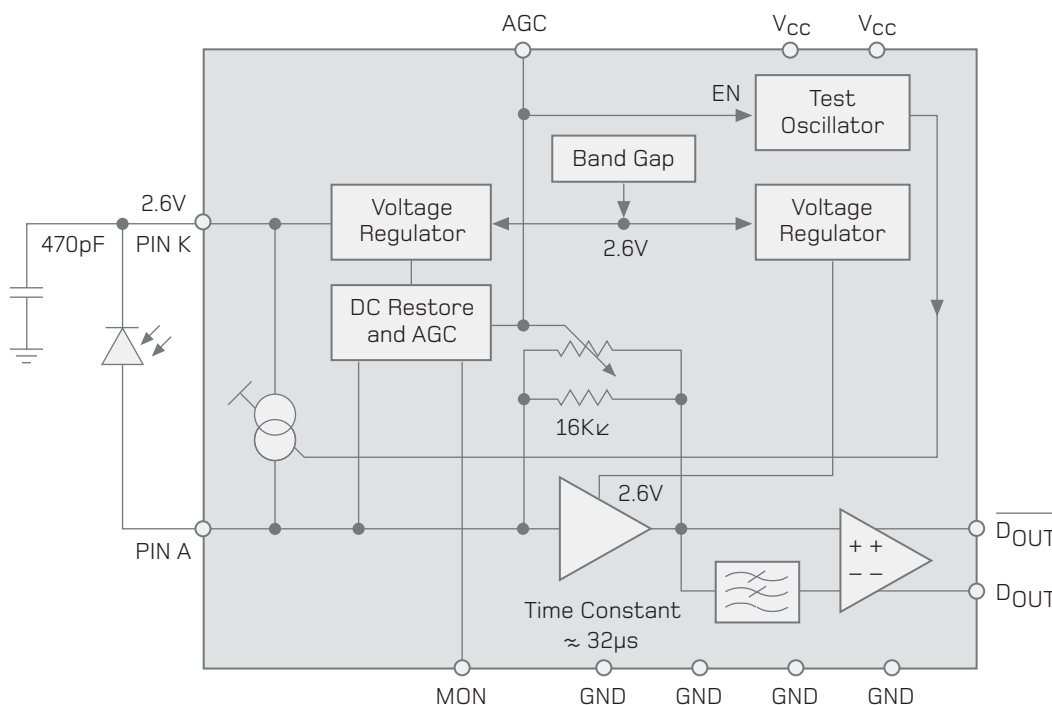 AGC
VCC
VCC
EN
Test
Oscillator
Band Gap
2.6V
470pF
PIN K
Voltage
Regulator
2.6V
Voltage
Regulator
DC Restore
and AGC
16K
2.6V
PIN A
+ +
– –
DOUT
DOUT
Time Constant
≈ 32µs
MON
GND
GND
GND
GND